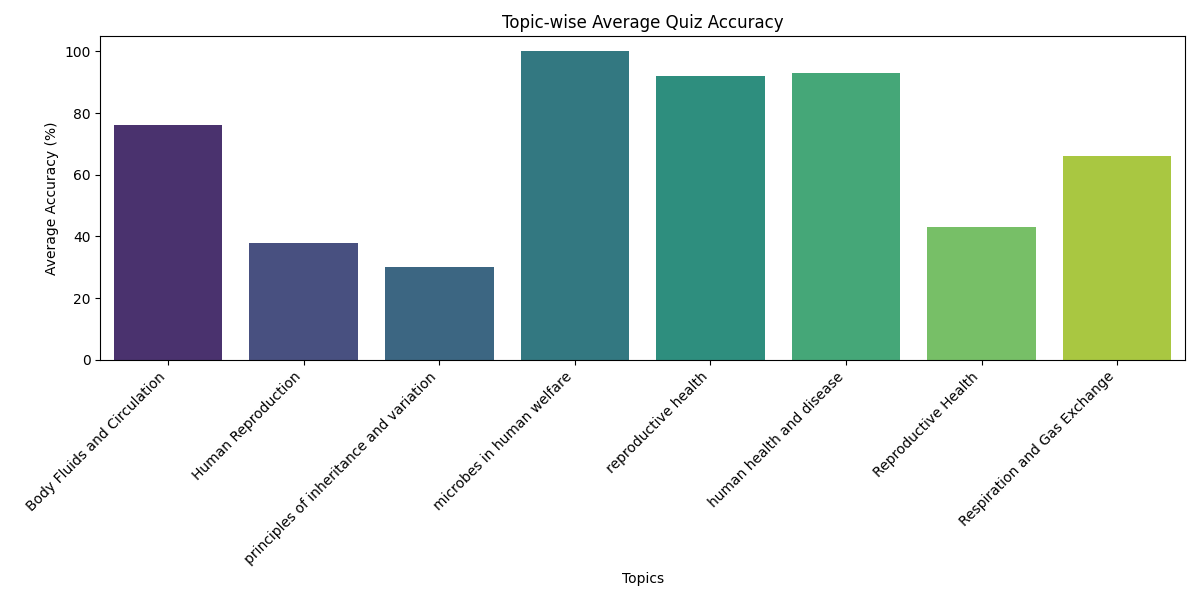 Topic-wise Average Quiz Accuracy
Average Accuracy (%)
100
80
60
40
20
0
Body Fluids and Circulation
Human Reproduction
principles of inheritance and variation
microbes in human welfare
reproductive health
human health and disease
Reproductive Health
Respiration and Gas Exchange
Topics